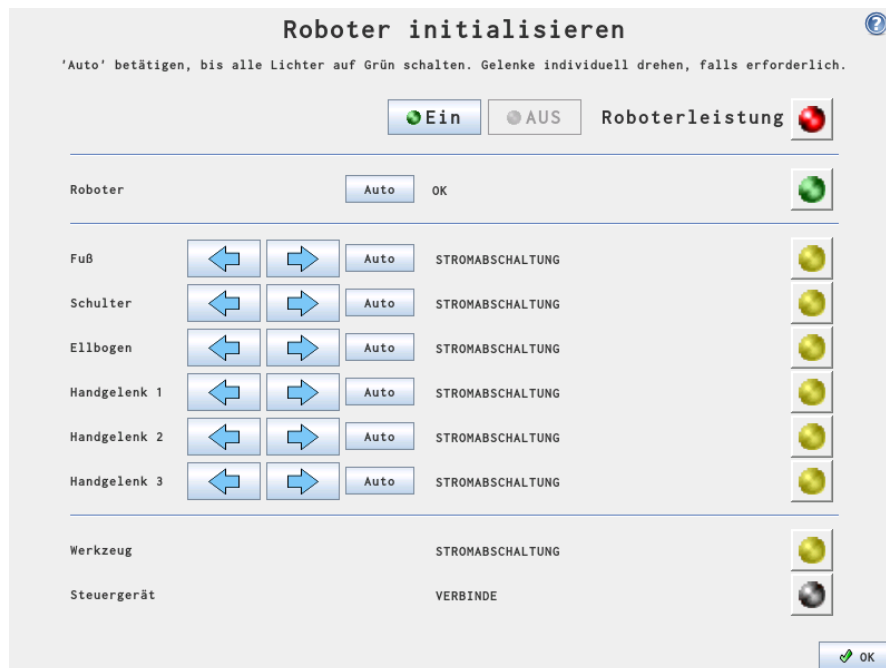 Roboter initialisieren
'Auto' betätigen, bis alle Lichter auf Grün schalten. Gelenke individuell drehen, falls erforderlich.
Ein AUS Roboterleistung
Roboter Auto OK
Fuß Auto STROMABSCHALTUNG
Schulter Auto STROMABSCHALTUNG
Ellbogen Auto STROMABSCHALTUNG
Handgelenk 1 Auto STROMABSCHALTUNG
Handgelenk 2 Auto STROMABSCHALTUNG
Handgelenk 3 Auto STROMABSCHALTUNG
Werkzeug STROMABSCHALTUNG
Steuergerät VERBINDE
OK